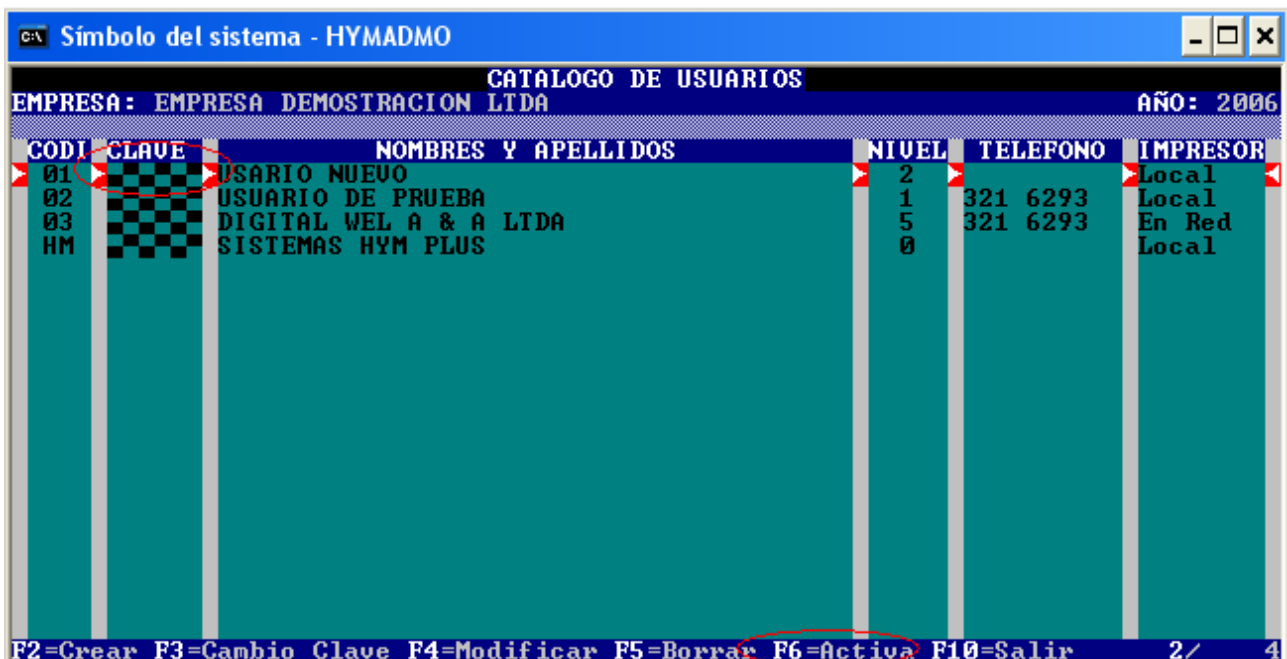 Símbolo del sistema - HYMADMO
CATALOGO DE USUARIOS
EMPRESA: EMPRESA DEMOSTRACION LTDA AÑO: 2006
CODI CLAVE NOMBRES Y APELLIDOS NIVEL TELEFONO IMPRESOR
01 USARIO NUEVO 2 Local
02 USUARIO DE PRUEBA 1 321 6293 Local
03 DIGITAL WEL A & A LTDA 5 321 6293 En Red
HM SISTEMAS HYM PLUS 0 Local
F2=Crear F3=Cambio Clave F4=Modificar F5=Borrar F6=Activa F10=Salir 2/ 4